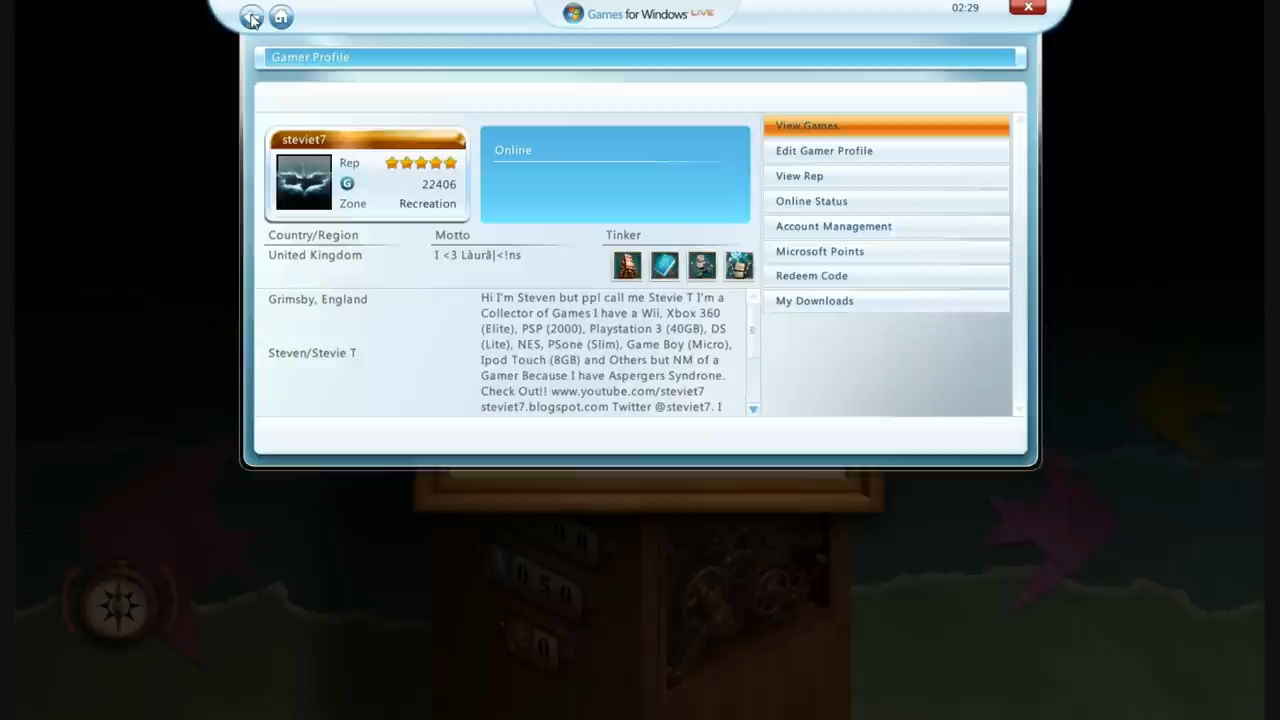 Games for Windows LIVE
02:29
X
Gamer Profile
steviet7
Rep
G
22406
Zone
Recreation
Online
View Games
Edit Gamer Profile
View Rep
Online Status
Account Management
Microsoft Points
Redeem Code
My Downloads
Country/Region
United Kingdom
Motto
I <3 Làurã|<!ns
Tinker
Grimsby, England
Steven/Stevie T
Hi I'm Steven but ppl call me Stevie T I'm a
Collector of Games I have a Wii, Xbox 360
(Elite), PSP (2000), Playstation 3 (40GB), DS
(Lite), NES, PSone (Slim), Game Boy (Micro),
Ipod Touch (8GB) and Others but NM of a
Gamer Because I have Aspergers Syndrome.
Check Out!! www.youtube.com/steviet7
steviet7.blogspot.com Twitter @steviet7. I
050
0